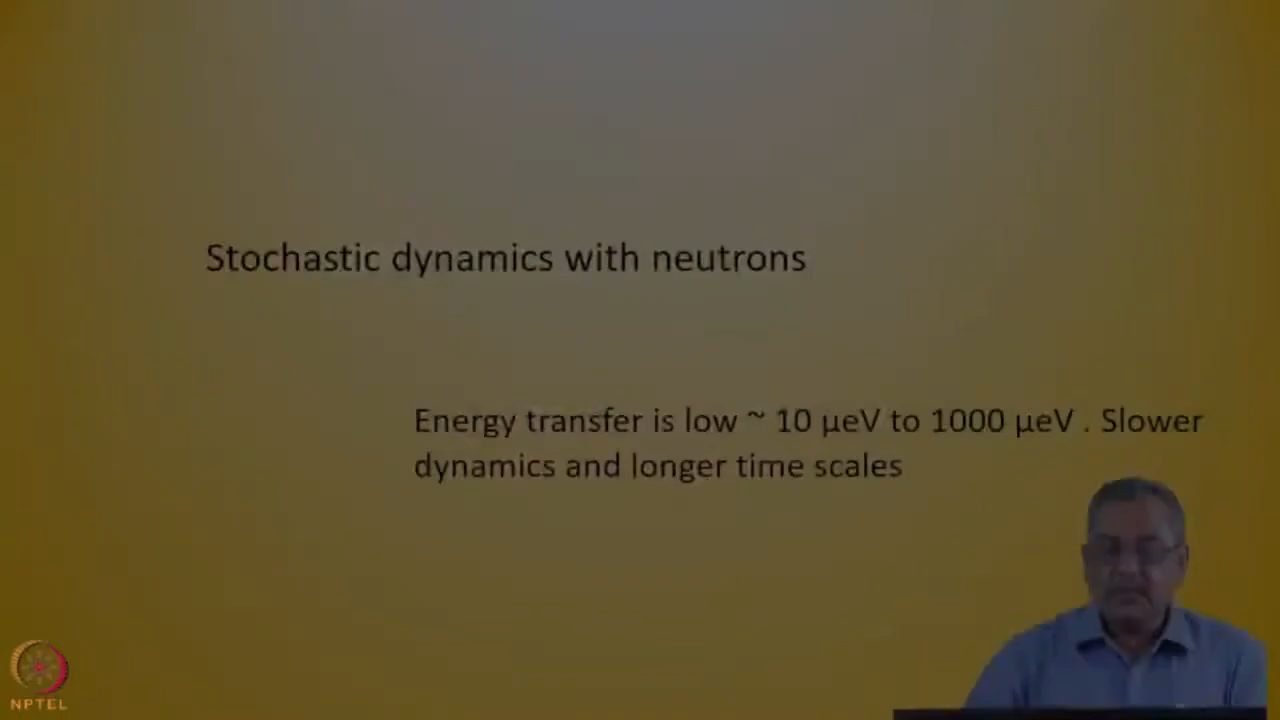 Stochastic dynamics with neutrons
Energy transfer is low ~ 10 µeV to 1000 µeV . Slower
dynamics and longer time scales
NPTEL